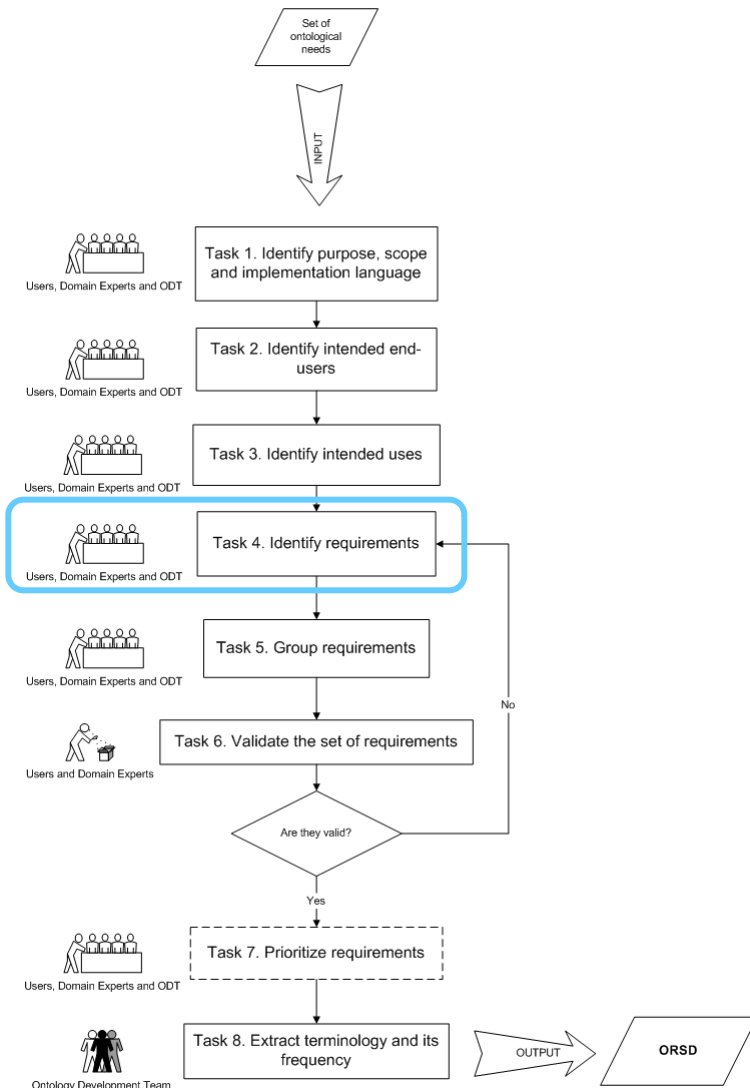 Set of
ontological
needs
INPUT
Task 1. Identify purpose, scope
and implementation language
Users, Domain Experts and ODT
Task 2. Identify intended end-
users
Users, Domain Experts and ODT
Task 3. Identify intended uses
Users, Domain Experts and ODT
Task 4. Identify requirements
Users, Domain Experts and ODT
Task 5. Group requirements
Users, Domain Experts and ODT
No
Task 6. Validate the set of requirements
Users and Domain Experts
Are they valid?
Yes
Task 7. Prioritize requirements
Users, Domain Experts and ODT
Task 8. Extract terminology and its
frequency
OUTPUT
ORSD
Ontology Development Team